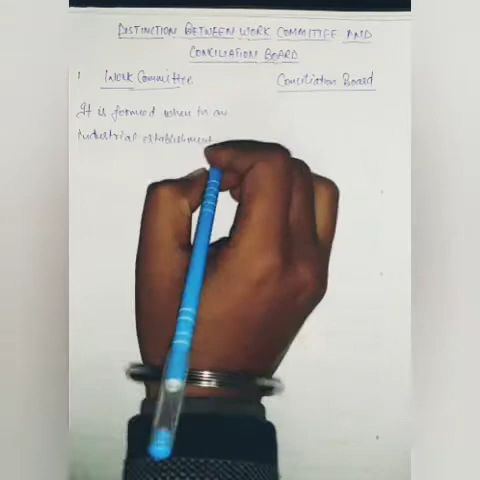 DISTINCTION BETWEEN WORK COMMITTEE AND
CONCILIATION BOARD
1 Work Committee Conciliation Board
It is formed when in an
industrial establishment